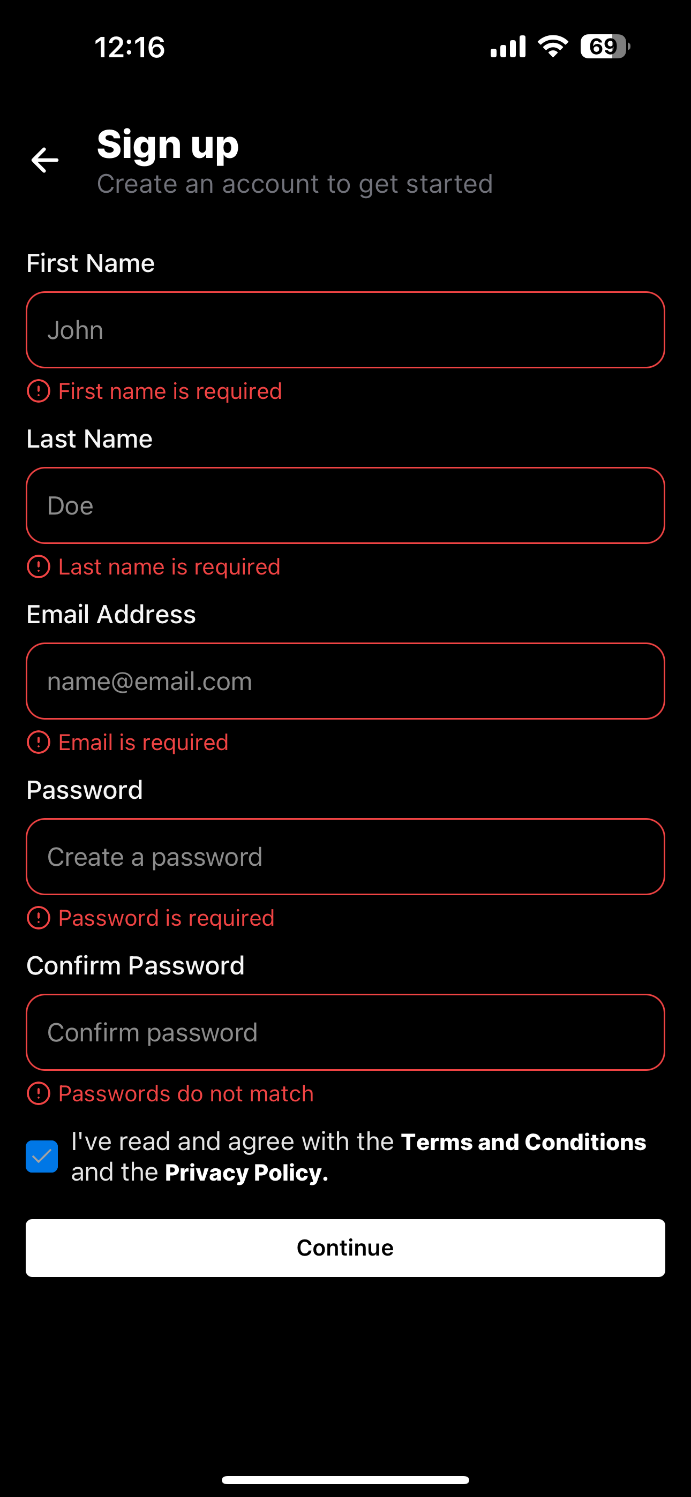 12:16
69
Sign up
Create an account to get started
First Name
John
First name is required
Last Name
Doe
Last name is required
Email Address
name@email.com
Email is required
Password
Create a password
Password is required
Confirm Password
Confirm password
Passwords do not match
I've read and agree with the Terms and Conditions
and the Privacy Policy.
Continue